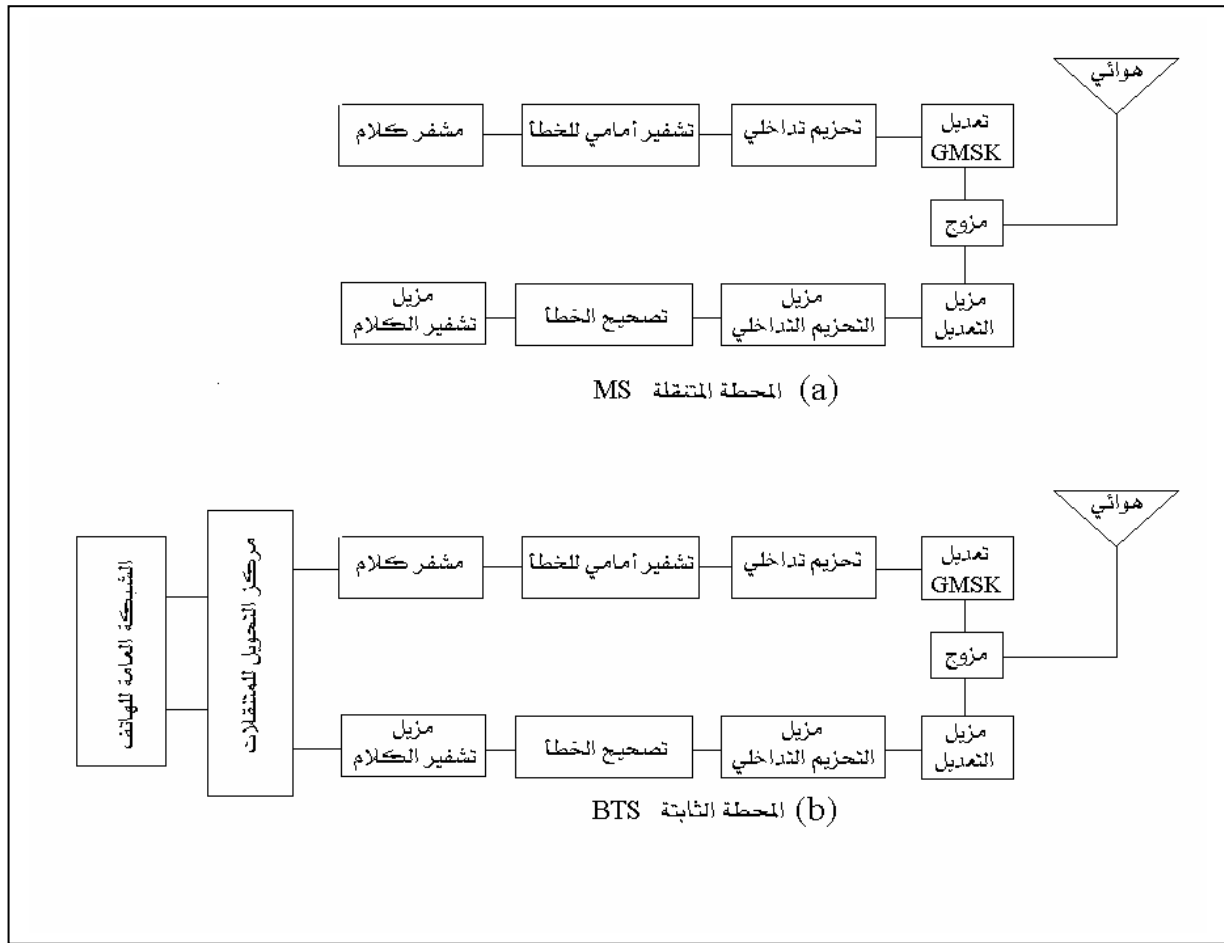 هوائي
مشفر كلام
تشفير أمامي للخطأ
تحزيم تداخلي
تعديل
GMSK
مزوج
مزيل
تشفير الكلام
تصحيح الخطأ
مزيل
التحزيم التداخلي
مزيل
التعديل
(a) المحطة المتنقلة MS
هوائي
الشبكة العامة للهاتف
مركز التحويل للمتنقلات
مشفر كلام
تشفير أمامي للخطأ
تحزيم تداخلي
تعديل
GMSK
مزوج
مزيل
تشفير الكلام
تصحيح الخطأ
مزيل
التحزيم التداخلي
مزيل
التعديل
(b) المحطة الثابتة BTS